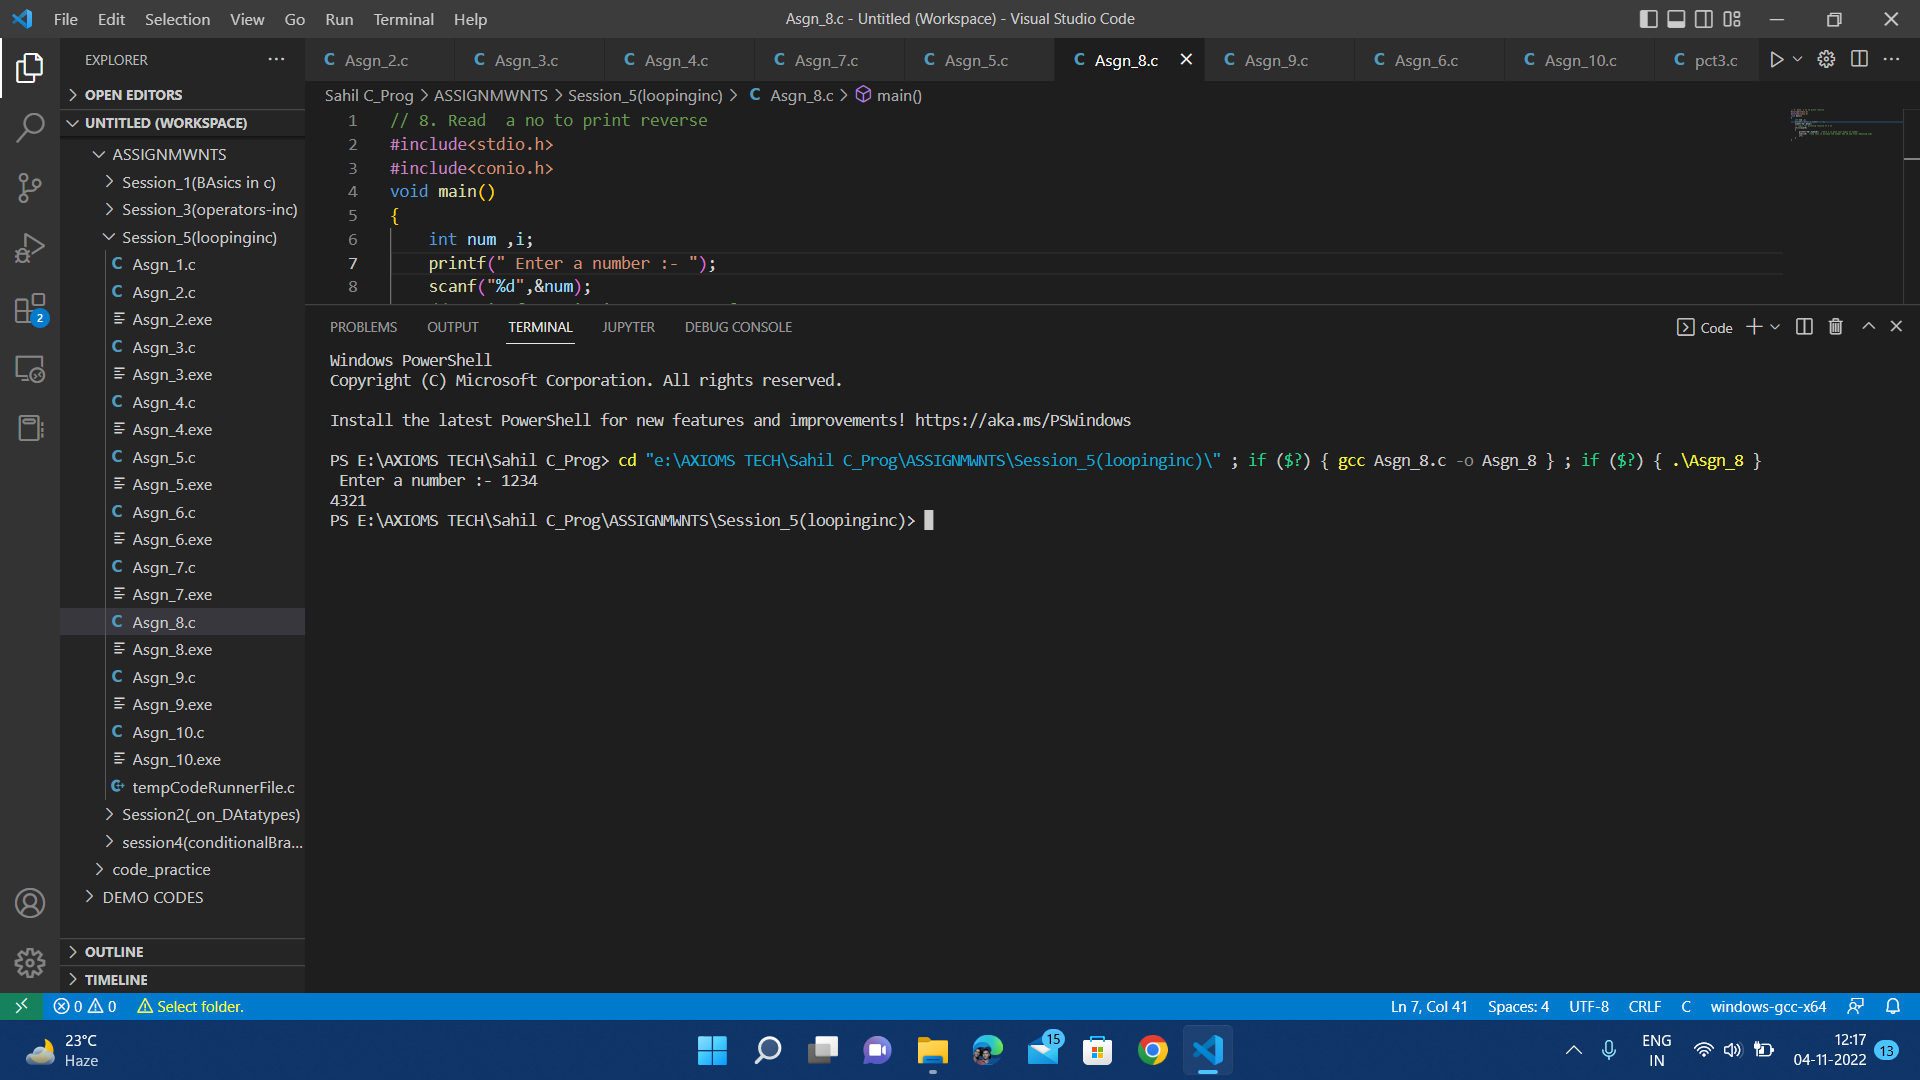 File Edit Selection View Go Run Terminal Help
Asgn_8.c - Untitled (Workspace) - Visual Studio Code
EXPLORER
Asgn_2.c Asgn_3.c Asgn_4.c Asgn_7.c Asgn_5.c Asgn_8.c Asgn_9.c Asgn_6.c Asgn_10.c pct3.c
OPEN EDITORS
UNTITLED (WORKSPACE)
ASSIGNMWNTS
Session_1(BAsics in c)
Session_3(operators-inc)
Session_5(loopinginc)
Asgn_1.c
Asgn_2.c
Asgn_2.exe
Asgn_3.c
Asgn_3.exe
Asgn_4.c
Asgn_4.exe
Asgn_5.c
Asgn_5.exe
Asgn_6.c
Asgn_6.exe
Asgn_7.c
Asgn_7.exe
Asgn_8.c
Asgn_8.exe
Asgn_9.c
Asgn_9.exe
Asgn_10.c
Asgn_10.exe
tempCodeRunnerFile.c
Session2(_on_DAtatypes)
session4(conditionalBra...
code_practice
DEMO CODES
OUTLINE
TIMELINE
2
Sahil C_Prog > ASSIGNMWNTS > Session_5(loopinginc) > C Asgn_8.c > main()
1 // 8. Read  a no to print reverse
2 #include<stdio.h>
3 #include<conio.h>
4 void main()
5 {
6 int num ,i;
7 printf(" Enter a number :- ");
8 scanf("%d",&num);
PROBLEMS OUTPUT TERMINAL JUPYTER DEBUG CONSOLE
Code
Windows PowerShell
Copyright (C) Microsoft Corporation. All rights reserved.
Install the latest PowerShell for new features and improvements! https://aka.ms/PSWindows
PS E:\AXIOMS TECH\Sahil C_Prog> cd "e:\AXIOMS TECH\Sahil C_Prog\ASSIGNMWNTS\Session_5(loopinginc)\" ; if ($?) { gcc Asgn_8.c -o Asgn_8 } ; if ($?) { .\Asgn_8 }
Enter a number :- 1234
4321
PS E:\AXIOMS TECH\Sahil C_Prog\ASSIGNMWNTS\Session_5(loopinginc)>
0 0 Select folder.
Ln 7, Col 41 Spaces: 4 UTF-8 CRLF C windows-gcc-x64
23°C
Haze
15
ENG
IN
12:17
04-11-2022
13